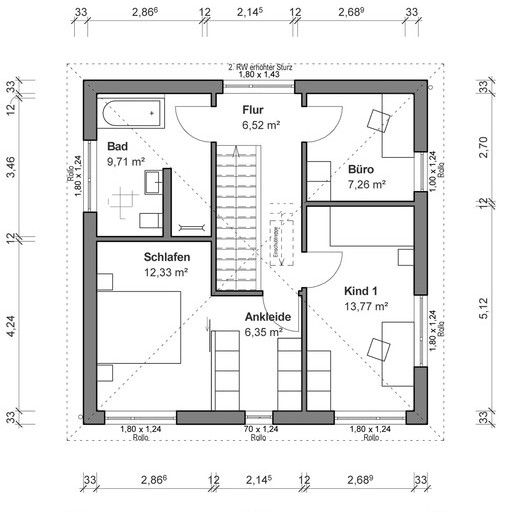 33 2,86⁶ 12 2,14⁵ 12 2,68⁹ 33
2. RW erhöhter Sturz
1,80 x 1,43
33
12
3,46
12
4,24
33
33
2,70
12
5,12
33
Flur
6,52 m²
Bad
9,71 m²
Büro
7,26 m²
Rollo
1,80 x 1,24
1,00 x 1,24
Rollo
Einschubtreppe
Schlafen
12,33 m²
Kind 1
13,77 m²
Ankleide
6,35 m²
1,80 x 1,24
Rollo
1,80 x 1,24
Rollo
70 x 1,24
Rollo
1,80 x 1,24
Rollo
33 2,86⁶ 12 2,14⁵ 12 2,68⁹ 33